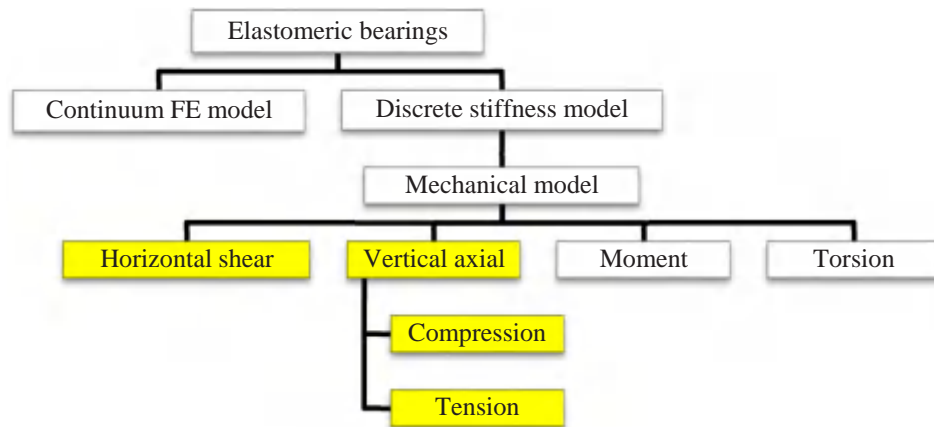 Elastomeric bearings
Continuum FE model
Discrete stiffness model
Mechanical model
Horizontal shear
Vertical axial
Moment
Torsion
Compression
Tension